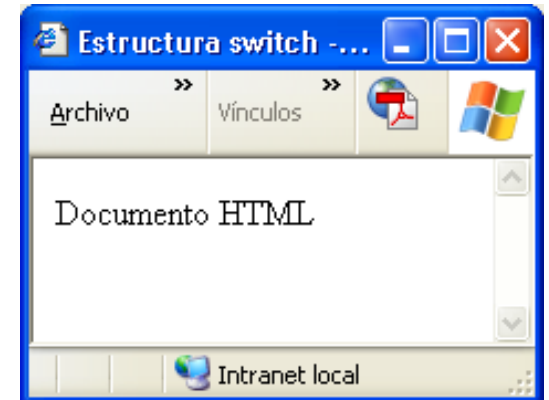 Estructura switch -...
Archivo » Vínculos »
Documento HTML
Intranet local